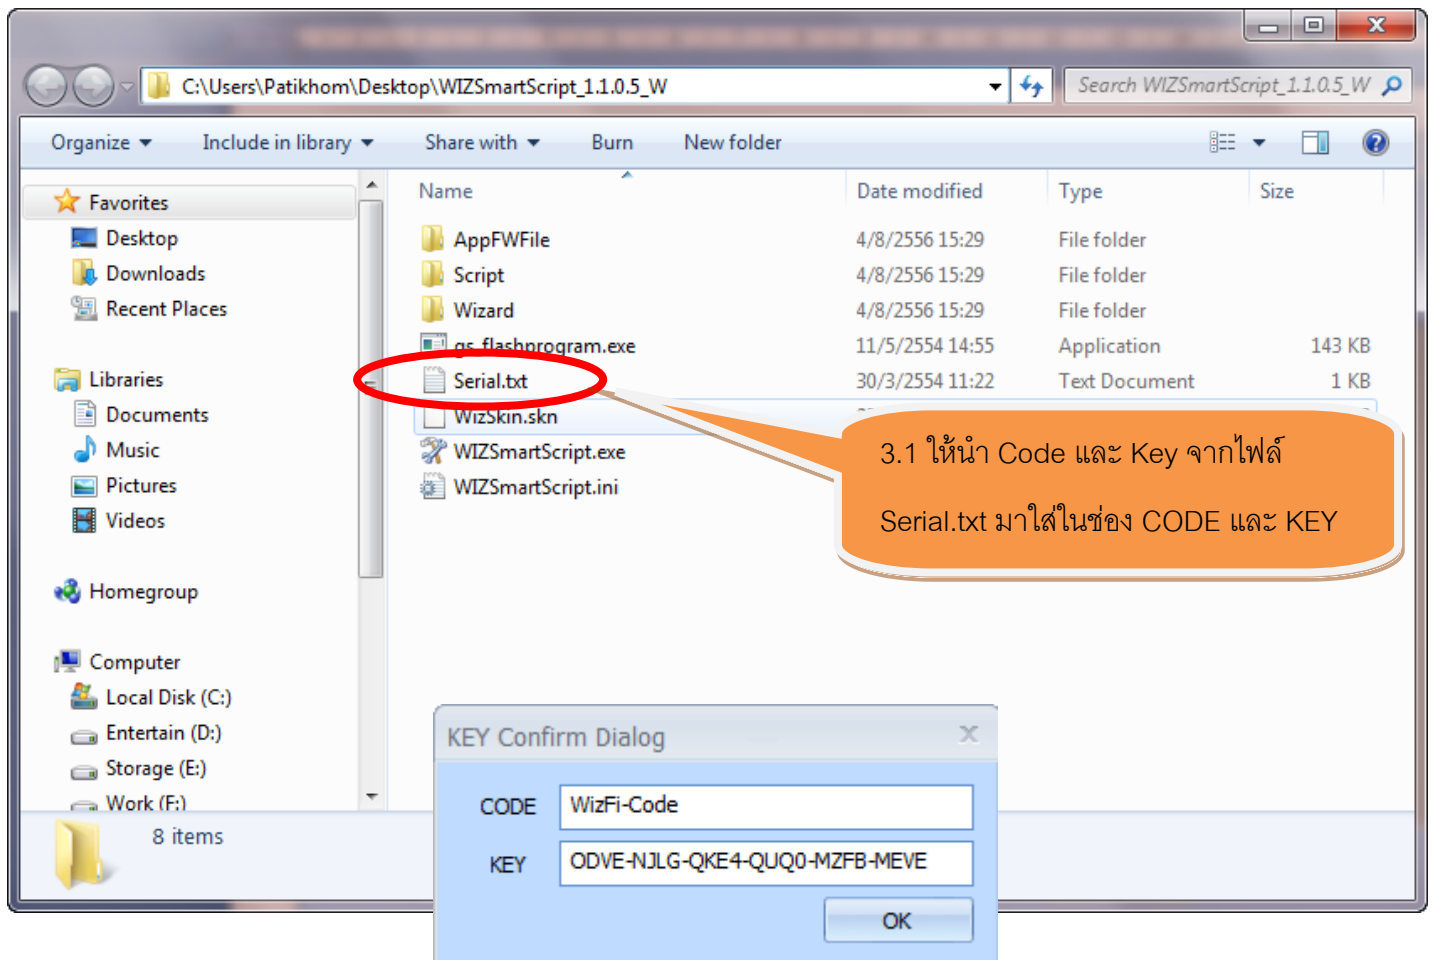 C:\Users\Patikhom\Desktop\WIZSmartScript_1.1.0.5_W
Search WIZSmartScript_1.1.0.5_W
Organize Include in library Share with Burn New folder
Name Date modified Type Size
Favorites
Desktop
Downloads
Recent Places
Libraries
Documents
Music
Pictures
Videos
Homegroup
Computer
Local Disk (C:)
Entertain (D:)
Storage (E:)
Work (F:)
AppFWFile 4/8/2556 15:29 File folder
Script 4/8/2556 15:29 File folder
Wizard 4/8/2556 15:29 File folder
gs_flashprogram.exe 11/5/2554 14:55 Application 143 KB
Serial.txt 30/3/2554 11:22 Text Document 1 KB
WizSkin.skn
WIZSmartScript.exe
WIZSmartScript.ini
3.1 ให้นำ Code และ Key จากไฟล์
Serial.txt มาใส่ในช่อง CODE และ KEY
8 items
KEY Confirm Dialog
CODE WizFi-Code
KEY ODVE-NJLG-QKE4-QUQ0-MZFB-MEVE
OK